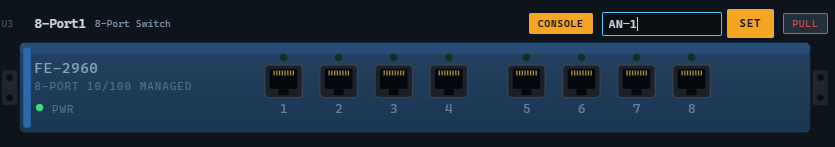 U3 8-Port1 8-Port Switch CONSOLE AN-1 SET PULL
FE-2960
8-PORT 10/100 MANAGED
PWR 1 2 3 4 5 6 7 8